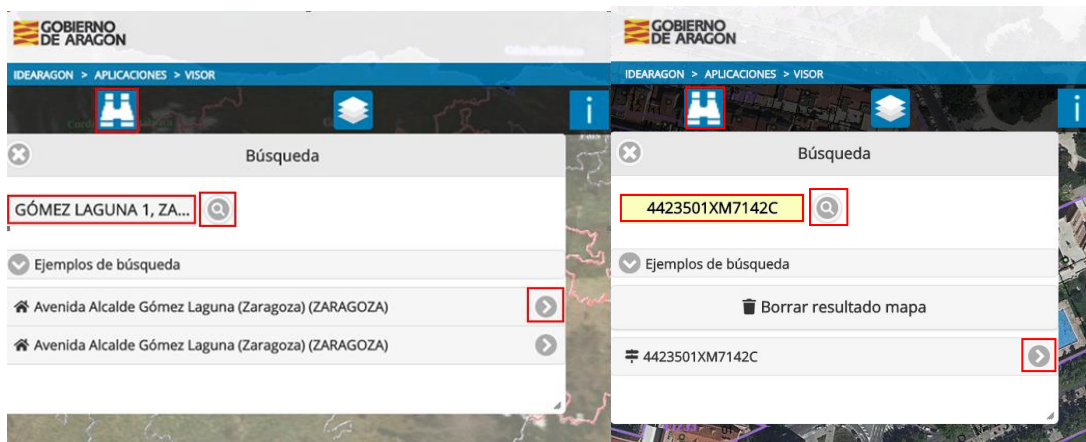 GOBIERNO
DE ARAGON
IDEARAGON > APLICACIONES > VISOR
i
Búsqueda
GÓMEZ LAGUNA 1, ZA...
Ejemplos de búsqueda
Avenida Alcalde Gómez Laguna (Zaragoza) (ZARAGOZA)
Avenida Alcalde Gómez Laguna (Zaragoza) (ZARAGOZA)
GOBIERNO
DE ARAGON
IDEARAGON > APLICACIONES > VISOR
i
Búsqueda
4423501XM7142C
Ejemplos de búsqueda
Borrar resultado mapa
4423501XM7142C